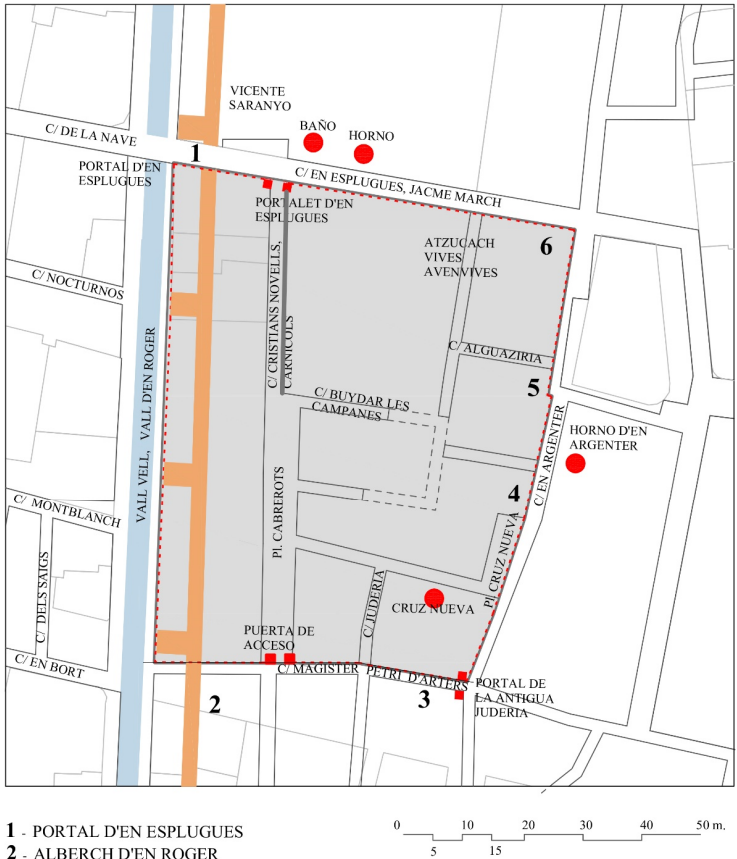 VICENTE
SARANYO
BAÑO
HORNO
C/ DE LA NAVE
1
PORTAL D'EN
ESPLUGUES
C/ EN ESPLUGUES, JACME MARCH
PORTALET D'EN
ESPLUGUES
6
ATZUCACH
VIVES
AVENVIVES
C/ NOCTURNOS
C/ CRISTIANS NOVELLS,
CARNICOLS
C/ ALGUAZIRIA
VALL VELL, VALL D'EN ROGER
5
C/ BUYDAR LES
CAMPANES
C/ EN ARGENTER
HORNO D'EN
ARGENTER
4
C/ MONTBLANCH
Pl. CABREROTS
Pl. CRUZ NUEVA
C/ DELS SAIGS
C/ JUDERIA
CRUZ NUEVA
PUERTA DE
ACCESO
C/ EN BORT
C/ MAGISTER PETRI D'ARTERS
2
3
PORTAL DE
LA ANTIGUA
JUDERIA
1 - PORTAL D'EN ESPLUGUES
2 - ALBERCH D'EN ROGER
0 10 20 30 40 50 m.
5 15